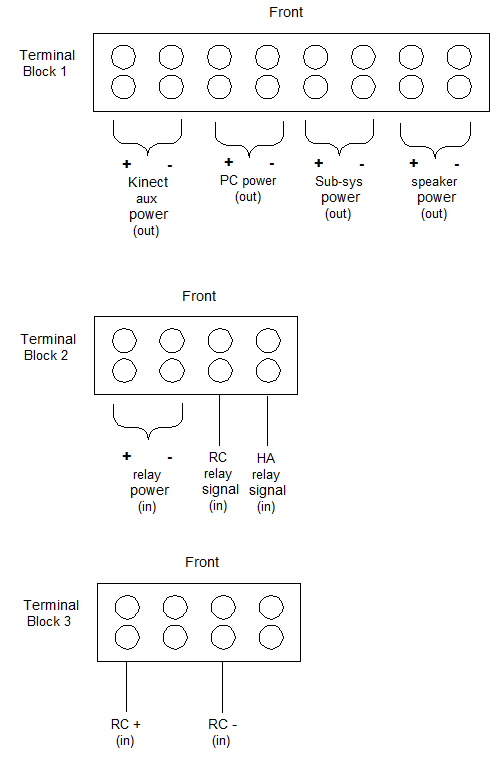 Front
Terminal
Block 1
+ - + - + - + -
Kinect
aux
power
(out)
PC power
(out)
Sub-sys
power
(out)
speaker
power
(out)
Front
Terminal
Block 2
+ -
relay
power
(in)
RC
relay
signal
(in)
HA
relay
signal
(in)
Front
Terminal
Block 3
RC +
(in)
RC -
(in)